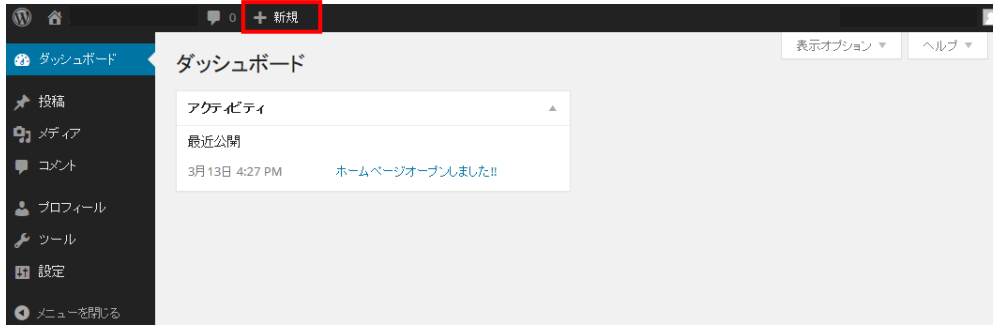 0 新規
表示オプション ヘルプ
ダッシュボード
投稿
メディア
コメント
プロフィール
ツール
設定
メニューを閉じる
ダッシュボード
アクティビティ
最近公開
3月13日 4:27 PM ホームページオープンしました!!